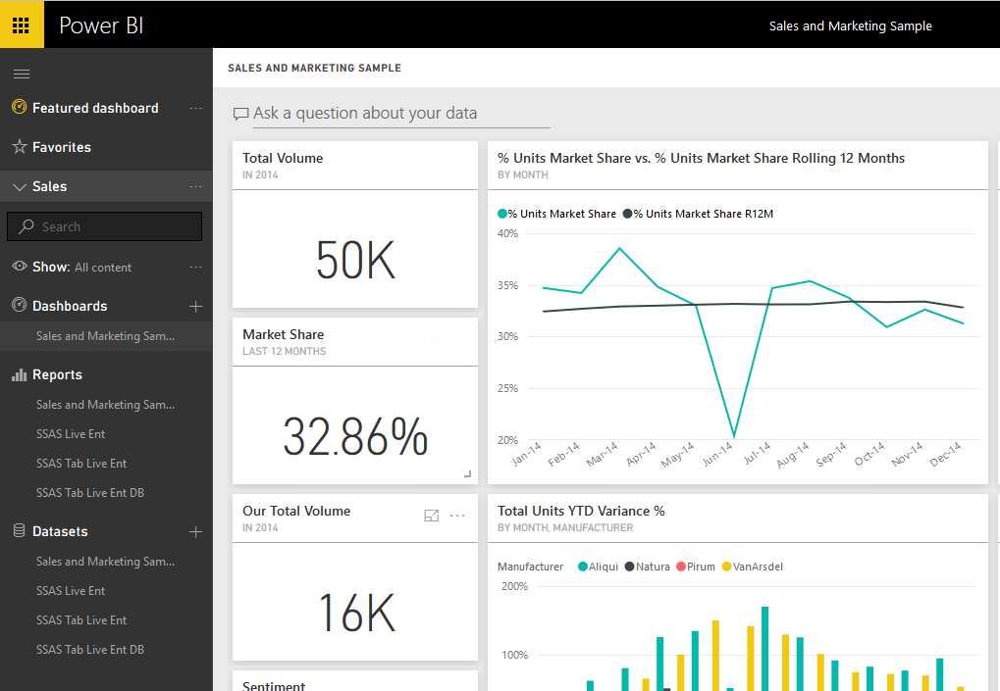 Power BI
Sales and Marketing Sample
Featured dashboard
Favorites
Sales
Search
Show: All content
Dashboards
Sales and Marketing Sam...
Reports
Sales and Marketing Sam...
SSAS Live Ent
SSAS Tab Live Ent
SSAS Tab Live Ent DB
Datasets
Sales and Marketing Sam...
SSAS Live Ent
SSAS Tab Live Ent
SSAS Tab Live Ent DB
SALES AND MARKETING SAMPLE
Ask a question about your data
Total Volume
IN 2014
50K
Market Share
LAST 12 MONTHS
32.86%
Our Total Volume
IN 2014
16K
Sentiment
% Units Market Share vs. % Units Market Share Rolling 12 Months
BY MONTH
% Units Market Share % Units Market Share R12M
40%
35%
30%
25%
20%
Jan-14 Feb-14 Mar-14 Apr-14 May-14 Jun-14 Jul-14 Aug-14 Sep-14 Oct-14 Nov-14 Dec-14
Total Units YTD Variance %
BY MONTH, MANUFACTURER
Manufacturer Aliqui Natura Pirum VanArsdel
200%
100%